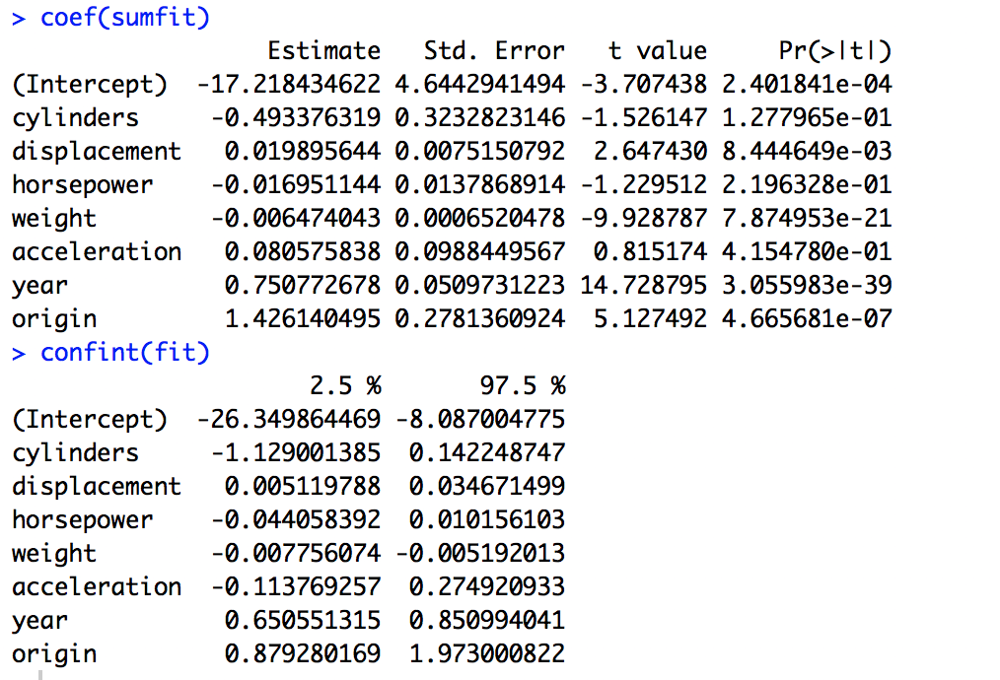 > coef(sumfit)
                 Estimate   Std. Error   t value     Pr(>|t|)
(Intercept)  -17.218434622 4.6442941494 -3.707438 2.401841e-04
cylinders     -0.493376319 0.3232823146 -1.526147 1.277965e-01
displacement   0.019895644 0.0075150792  2.647430 8.444649e-03
horsepower    -0.016951144 0.0137868914 -1.229512 2.196328e-01
weight        -0.006474043 0.0006520478 -9.928787 7.874953e-21
acceleration   0.080575838 0.0988449567  0.815174 4.154780e-01
year           0.750772678 0.0509731223 14.728795 3.055983e-39
origin         1.426140495 0.2781360924  5.127492 4.665681e-07
> confint(fit)
                    2.5 %       97.5 %
(Intercept)  -26.349864469 -8.087004775
cylinders     -1.129001385  0.142248747
displacement   0.005119788  0.034671499
horsepower    -0.044058392  0.010156103
weight        -0.007756074 -0.005192013
acceleration  -0.113769257  0.274920933
year           0.650551315  0.850994041
origin         0.879280169  1.973000822